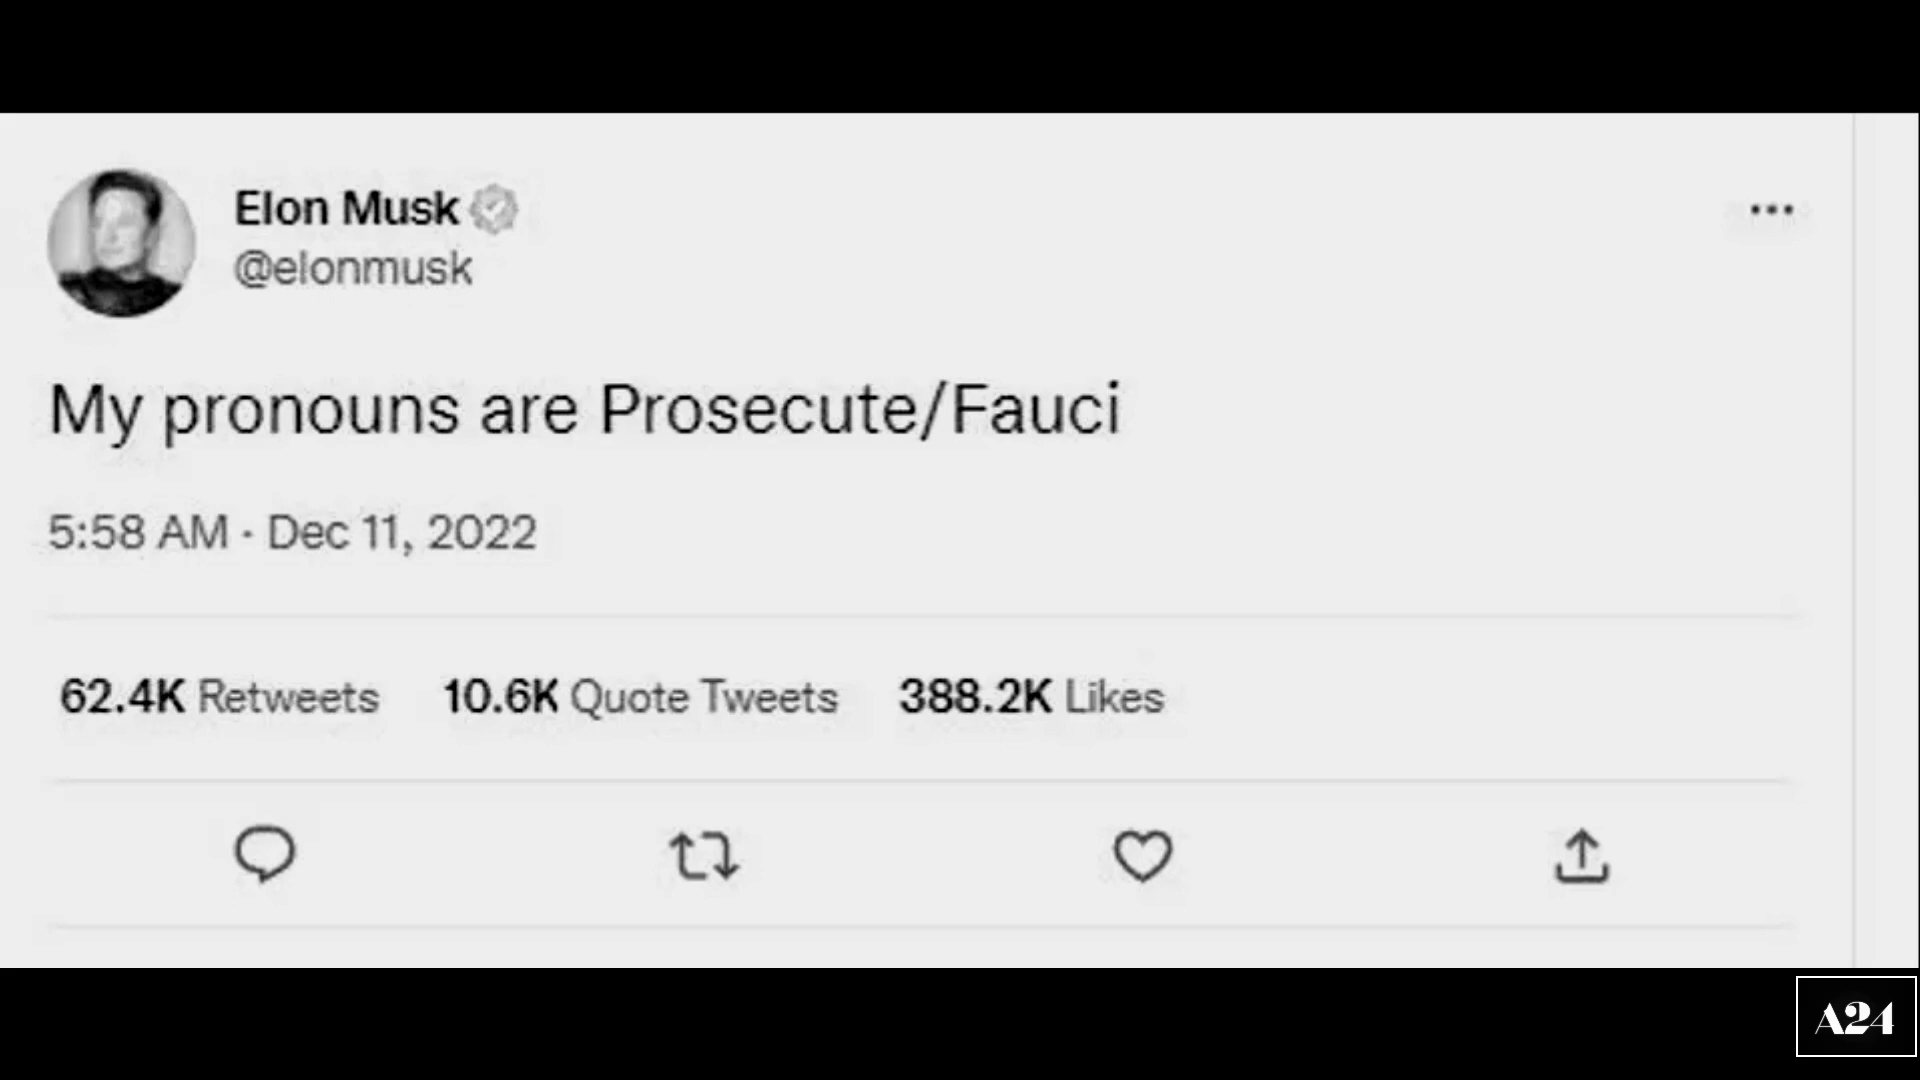 Elon Musk
@elonmusk
My pronouns are Prosecute/Fauci
5:58 AM · Dec 11, 2022
62.4K Retweets 10.6K Quote Tweets 388.2K Likes
A24